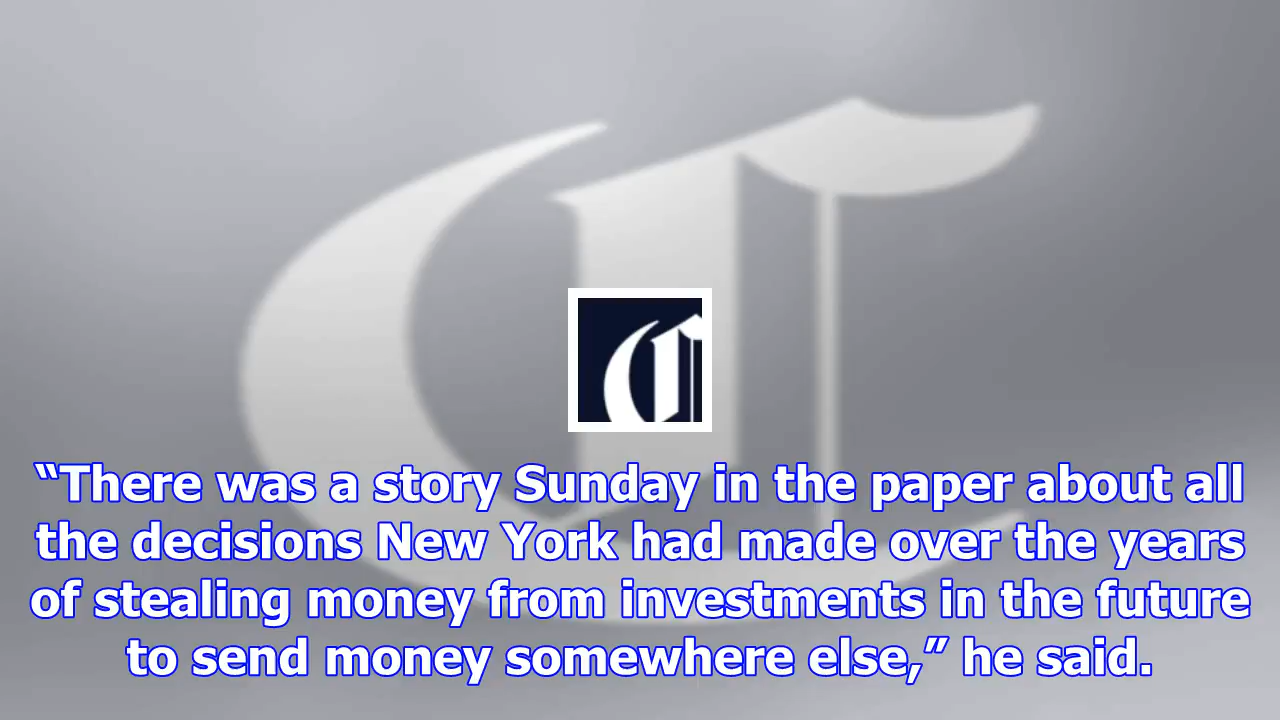 “There was a story Sunday in the paper about all
the decisions New York had made over the years
of stealing money from investments in the future
to send money somewhere else,” he said.